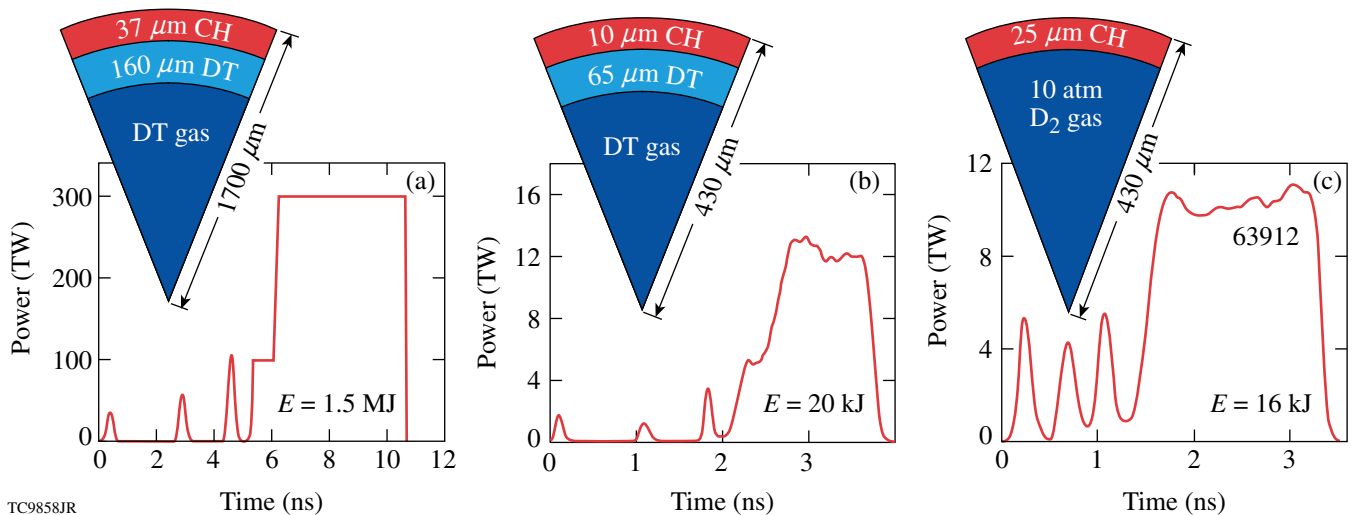 37 μm CH
160 μm DT
DT gas
1700 μm
(a)
Power (TW)
300
200
100
0
E = 1.5 MJ
0 2 4 6 8 10 12
Time (ns)
10 μm CH
65 μm DT
DT gas
430 μm
(b)
Power (TW)
16
12
8
4
0
E = 20 kJ
0 1 2 3
Time (ns)
25 μm CH
10 atm
D₂ gas
430 μm
(c)
Power (TW)
12
8
4
0
63912
E = 16 kJ
0 1 2 3
Time (ns)
TC9858JR